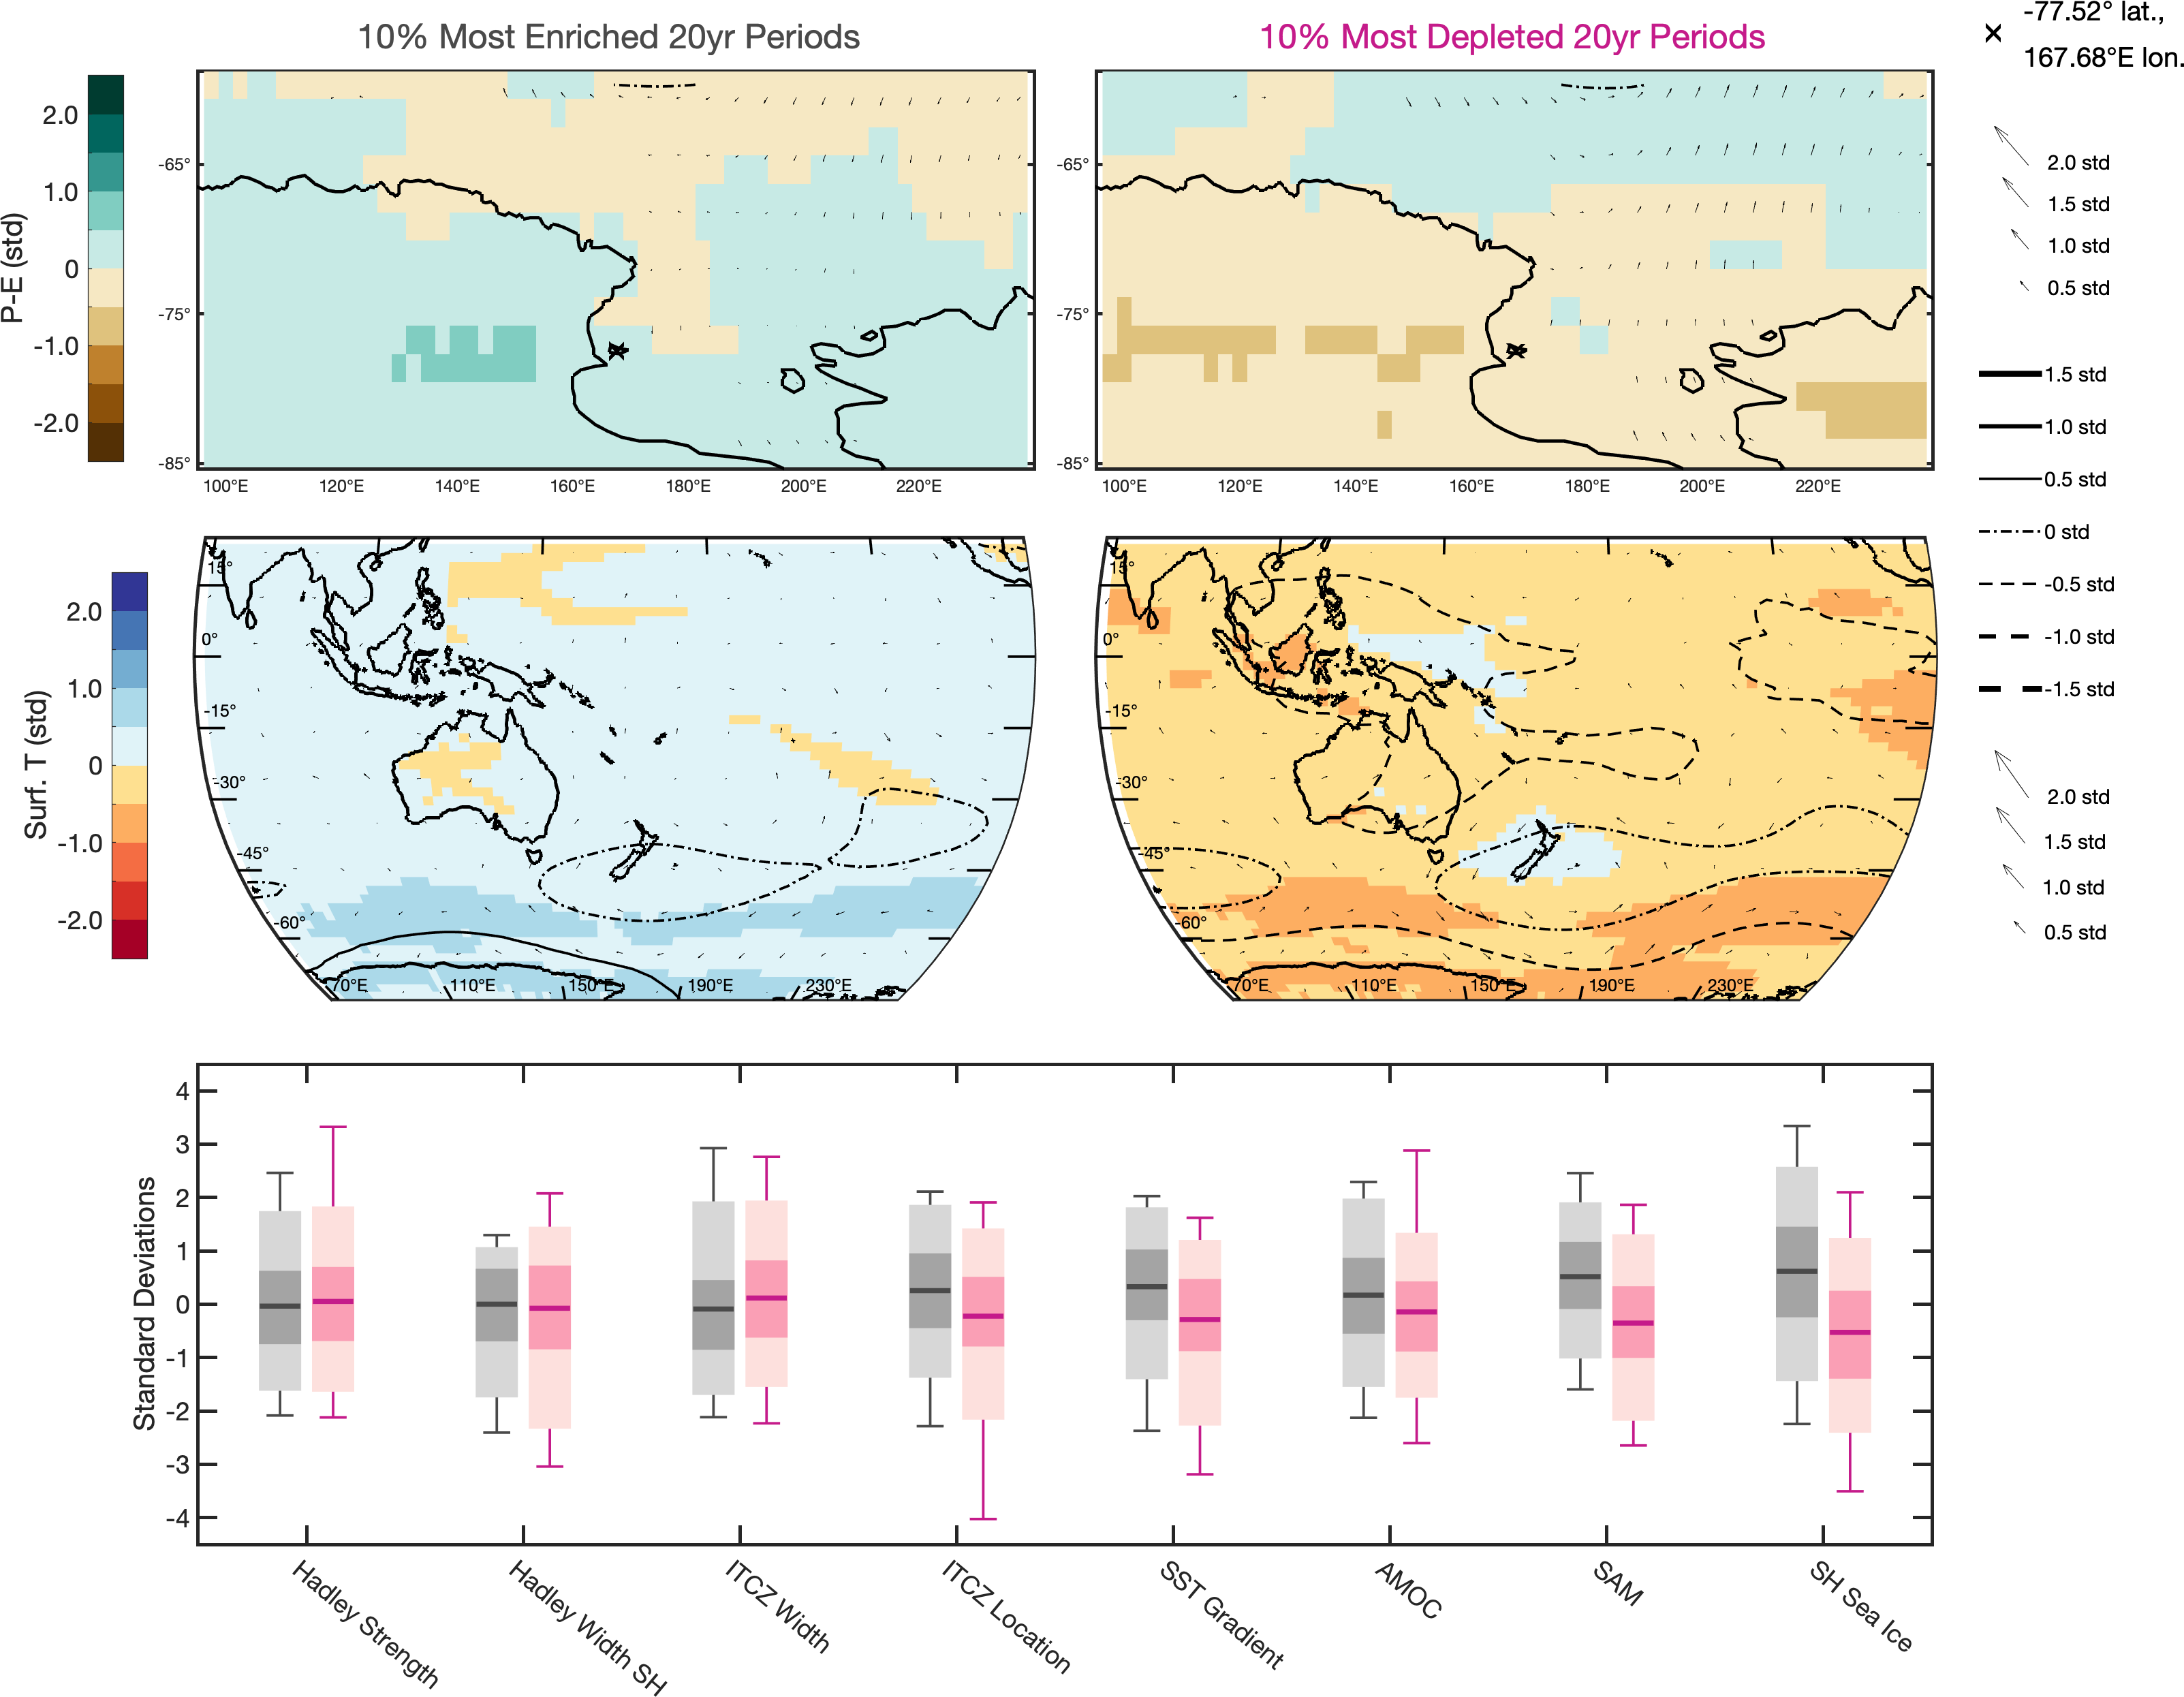 10% Most Enriched 20yr Periods
10% Most Depleted 20yr Periods
-77.52° lat.,
167.68°E lon.
P-E (std)
2.0
1.0
0
-1.0
-2.0
-65°
-75°
-85°
100°E 120°E 140°E 160°E 180°E 200°E 220°E
-65°
-75°
-85°
100°E 120°E 140°E 160°E 180°E 200°E 220°E
2.0 std
1.5 std
1.0 std
0.5 std
1.5 std
1.0 std
0.5 std
0 std
-0.5 std
-1.0 std
-1.5 std
2.0 std
1.5 std
1.0 std
0.5 std
Surf. T (std)
2.0
1.0
0
-1.0
-2.0
15°
0°
-15°
-30°
-45°
-60°
70°E 110°E 150°E 190°E 230°E
15°
0°
-15°
-30°
-45°
-60°
70°E 110°E 150°E 190°E 230°E
Standard Deviations
4
3
2
1
0
-1
-2
-3
-4
Hadley Strength
Hadley Width SH
ITCZ Width
ITCZ Location
SST Gradient
AMOC
SAM
SH Sea Ice